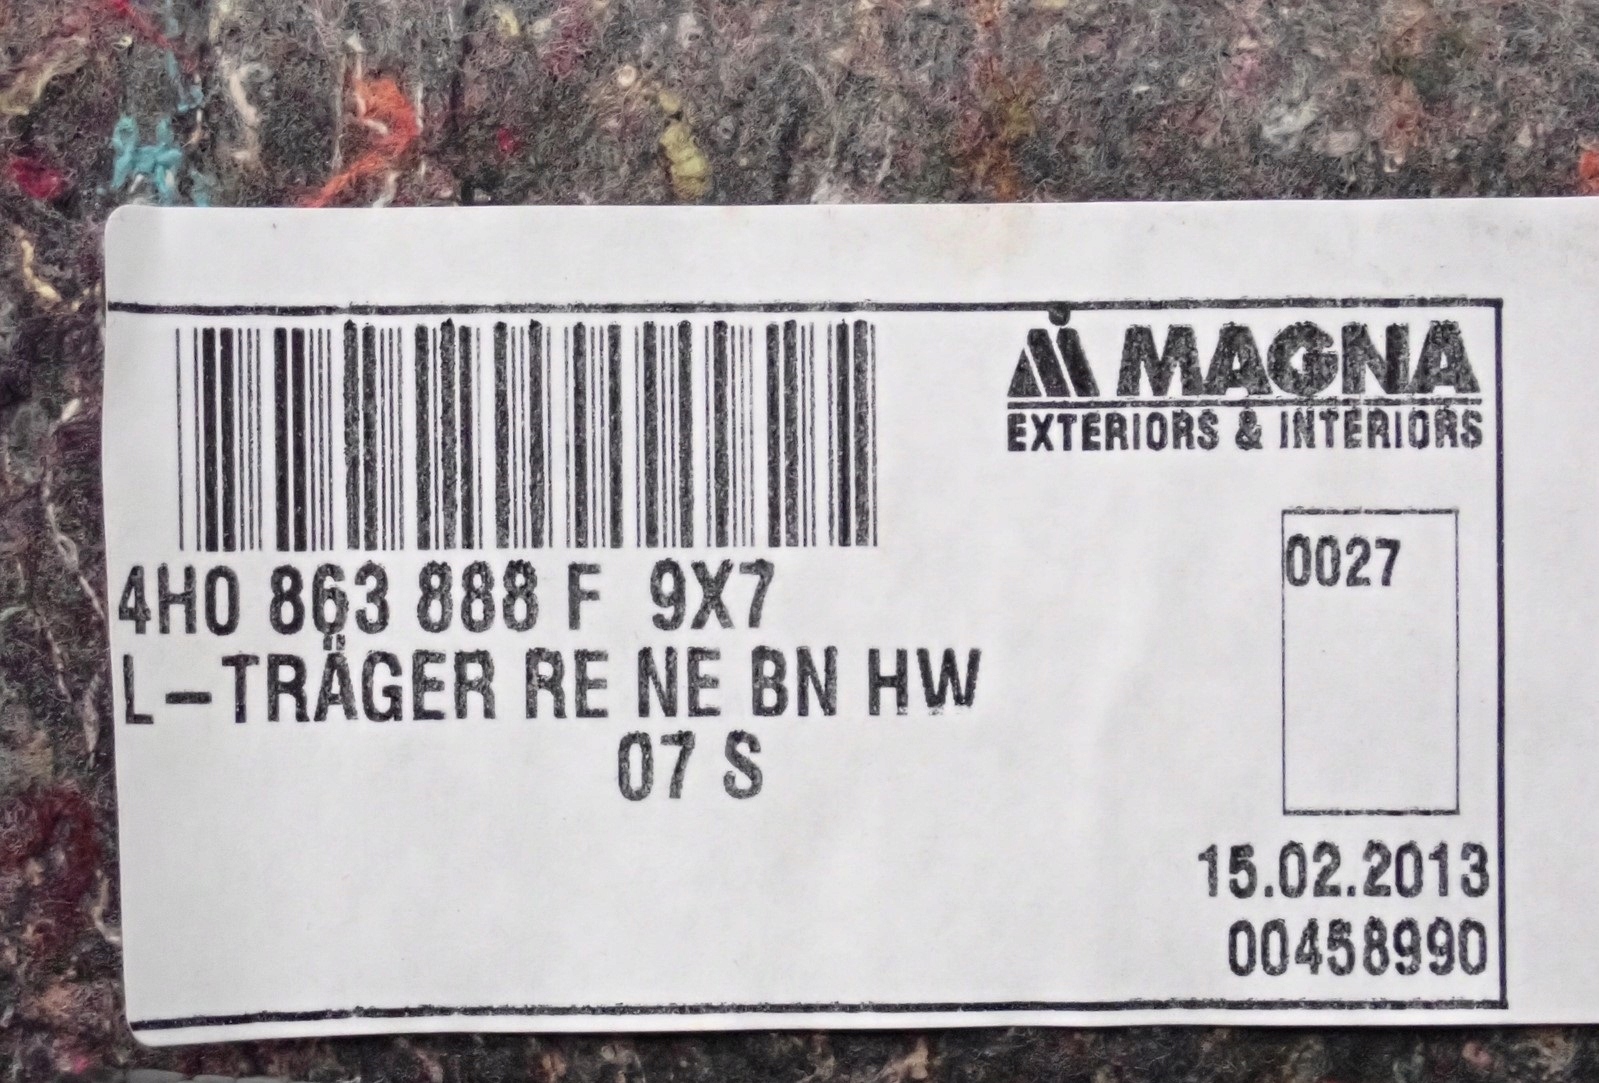 MAGNA
EXTERIORS & INTERIORS
0027
4H0 863 888 F 9X7
L-TRÄGER RE NE BN HW
07 S
15.02.2013
00458990